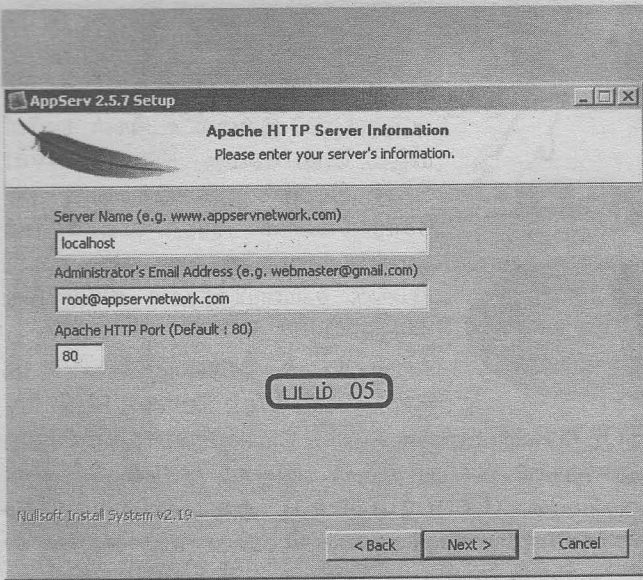 AppServ 2.5.7 Setup
Apache HTTP Server Information
Please enter your server's information.
Server Name (e.g. www.appservnetwork.com)
localhost
Administrator's Email Address (e.g. webmaster@gmail.com)
root@appservnetwork.com
Apache HTTP Port (Default : 80)
80
படம் 05
Nullsoft Install System v2.19
< Back
Next >
Cancel